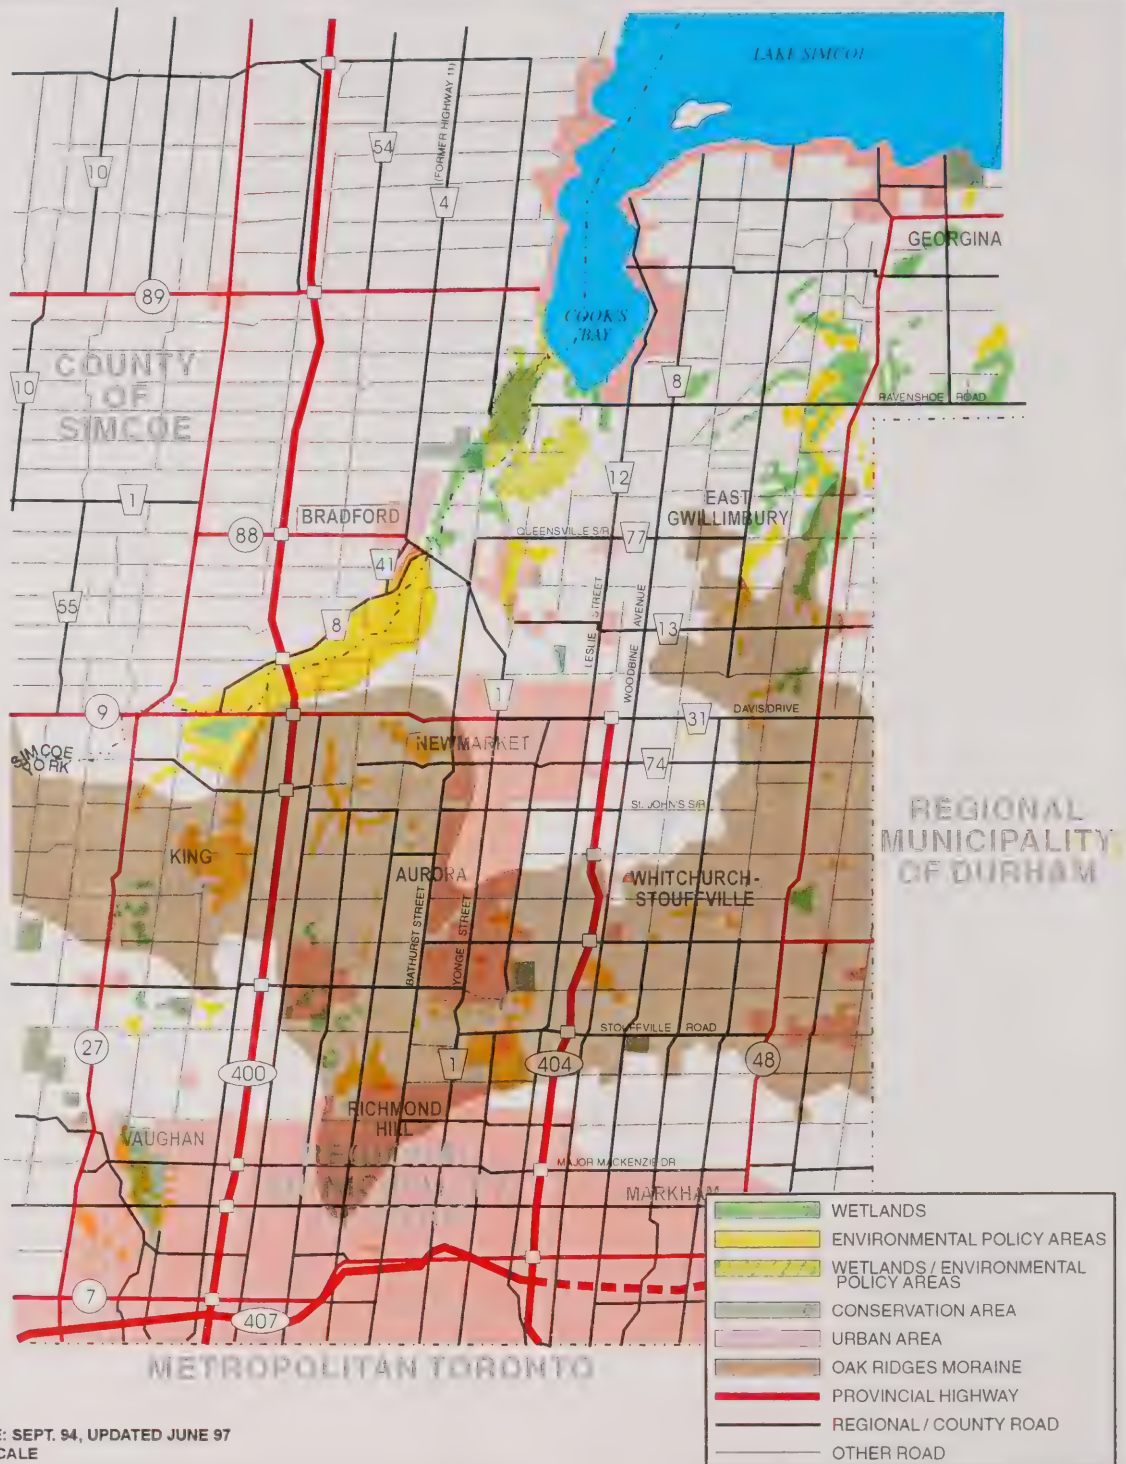 LAKE SIMCOE
(FORMER HIGHWAY 11)
54
10
4
GEORGINA
89
COOK'S
BAY
COUNTY
OF
SIMCOE
10
8
RAVENSHOE ROAD
12
1
BRADFORD
EAST
GWILLIMBURY
88
QUEENSVILLE S/R
77
41
55
8
LESLIE STREET
WOODBINE AVENUE
13
9
1
31
DAVIS DRIVE
NEWMARKET
SIMCOE
YORK
74
ST. JOHN'S S/R
REGIONAL
MUNICIPALITY
OF DURHAM
KING
AURORA
WHITCHURCH-
STOUFFVILLE
BATHURST STREET
YONGE STREET
STOUFFVILLE ROAD
27
400
1
404
48
RICHMOND
HILL
VAUGHAN
REGIONAL
MAJOR MACKENZIE DR
MARKHAM
7
407
METROPOLITAN TORONTO
WETLANDS
ENVIRONMENTAL POLICY AREAS
WETLANDS / ENVIRONMENTAL
POLICY AREAS
CONSERVATION AREA
URBAN AREA
OAK RIDGES MORAINE
PROVINCIAL HIGHWAY
REGIONAL / COUNTY ROAD
OTHER ROAD
E: SEPT. 94, UPDATED JUNE 97
CALE